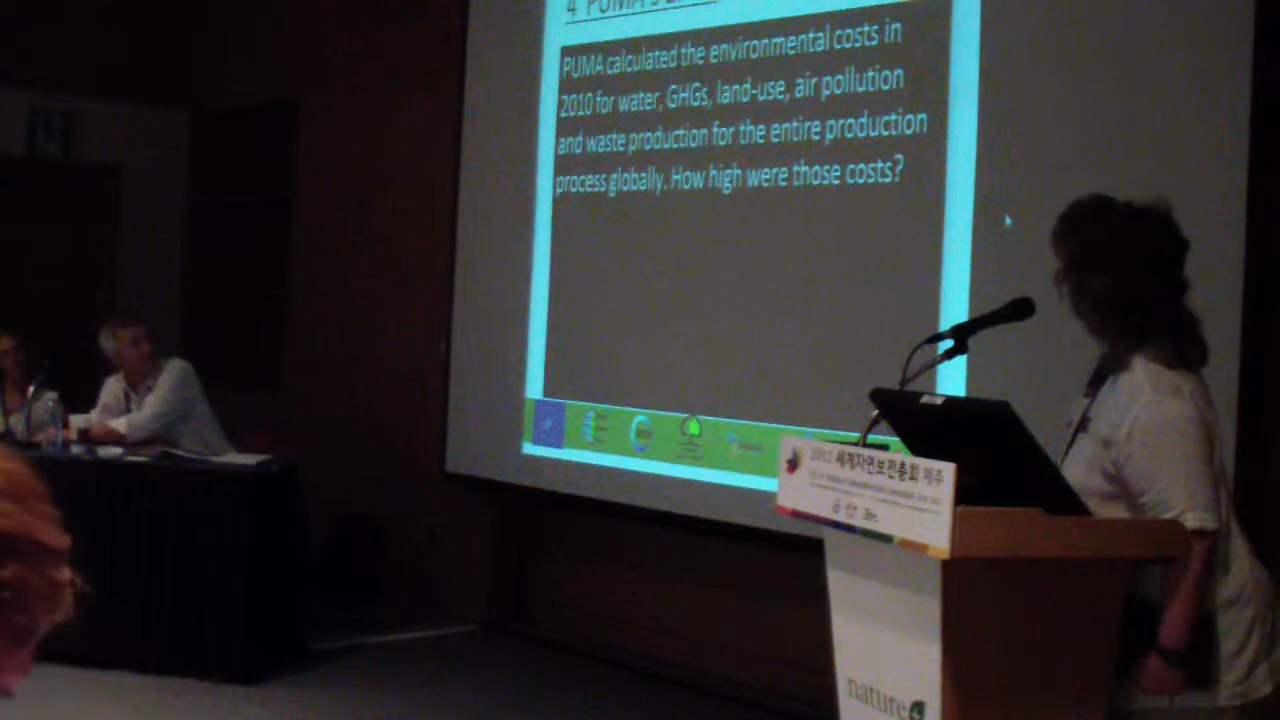 4 PUMA's
PUMA calculated the environmental costs in
2010 for water, GHGs, land-use, air pollution
and waste production for the entire production
process globally. How high were those costs?
2012 세계자연보전총회 제주
nature+